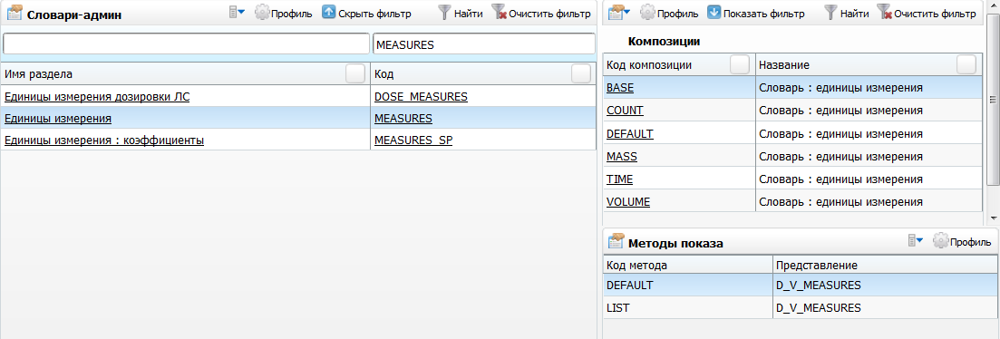 Словари-админ Профиль Скрыть фильтр Найти Очистить фильтр
MEASURES
Имя раздела Код
Единицы измерения дозировки ЛС DOSE_MEASURES
Единицы измерения MEASURES
Единицы измерения : коэффициенты MEASURES_SP
Профиль Показать фильтр Найти Очистить фильтр
Композиции
Код композиции Название
BASE Словарь : единицы измерения
COUNT Словарь : единицы измерения
DEFAULT Словарь : единицы измерения
MASS Словарь : единицы измерения
TIME Словарь : единицы измерения
VOLUME Словарь : единицы измерения
Методы показа Профиль
Код метода Представление
DEFAULT D_V_MEASURES
LIST D_V_MEASURES